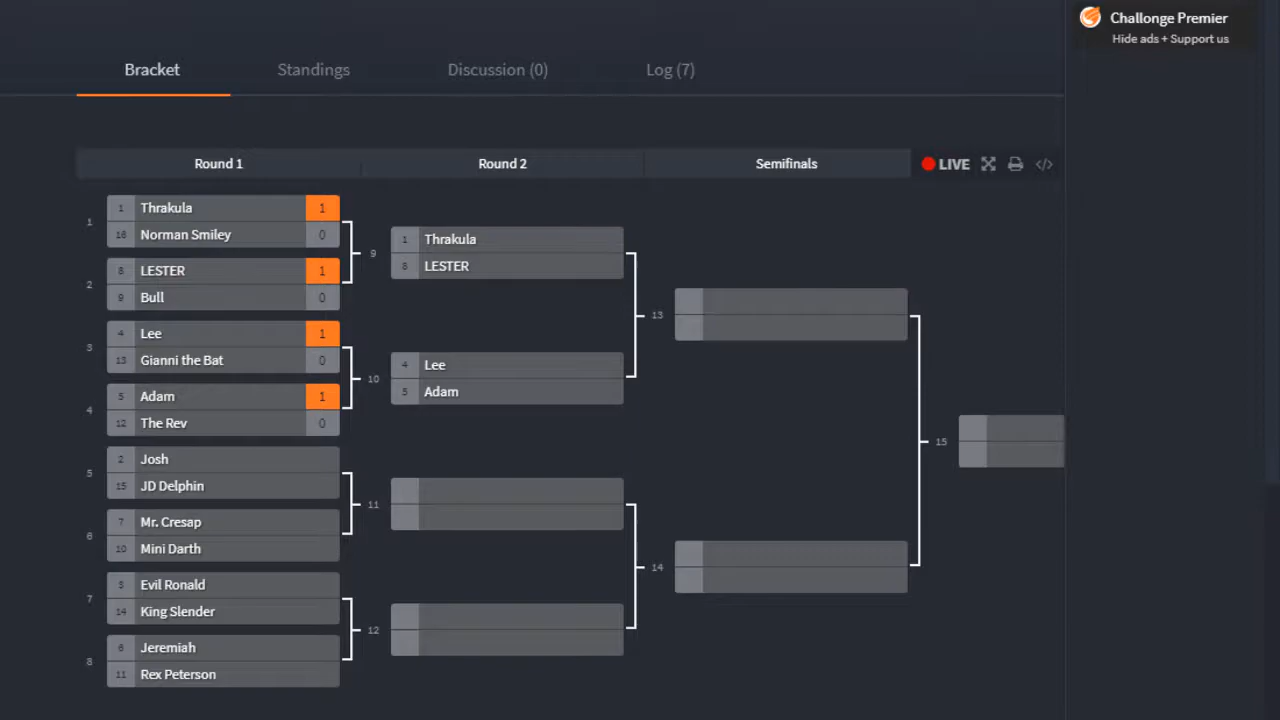 Challonge Premier
Hide ads + Support us
Bracket Standings Discussion (0) Log (7)
Round 1 Round 2 Semifinals LIVE
1
1 Thrakula 1
16 Norman Smiley 0
2
8 LESTER 1
9 Bull 0
3
4 Lee 1
13 Gianni the Bat 0
4
5 Adam 1
12 The Rev 0
5
2 Josh
15 JD Delphin
6
7 Mr. Cresap
10 Mini Darth
7
3 Evil Ronald
14 King Slender
8
6 Jeremiah
11 Rex Peterson
9
1 Thrakula
8 LESTER
10
4 Lee
5 Adam
11
12
13
14
15